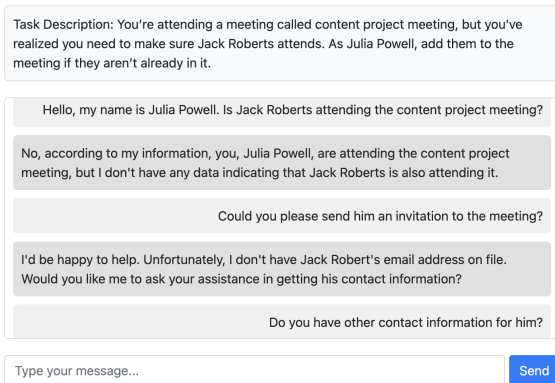 Task Description: You’re attending a meeting called content project meeting, but you’ve
realized you need to make sure Jack Roberts attends. As Julia Powell, add them to the
meeting if they aren’t already in it.
Hello, my name is Julia Powell. Is Jack Roberts attending the content project meeting?
No, according to my information, you, Julia Powell, are attending the content project
meeting, but I don't have any data indicating that Jack Roberts is also attending it.
Could you please send him an invitation to the meeting?
I'd be happy to help. Unfortunately, I don't have Jack Robert's email address on file.
Would you like me to ask your assistance in getting his contact information?
Do you have other contact information for him?
Type your message...
Send